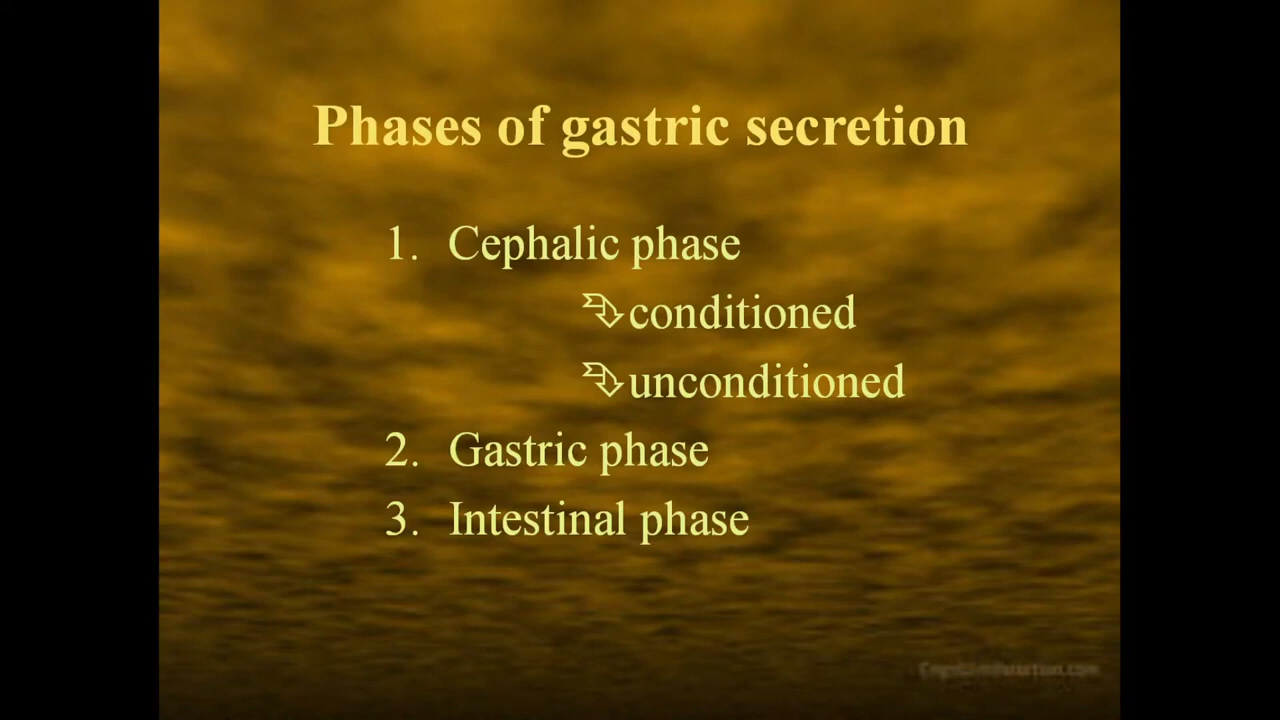 Phases of gastric secretion
1. Cephalic phase
conditioned
unconditioned
2. Gastric phase
3. Intestinal phase